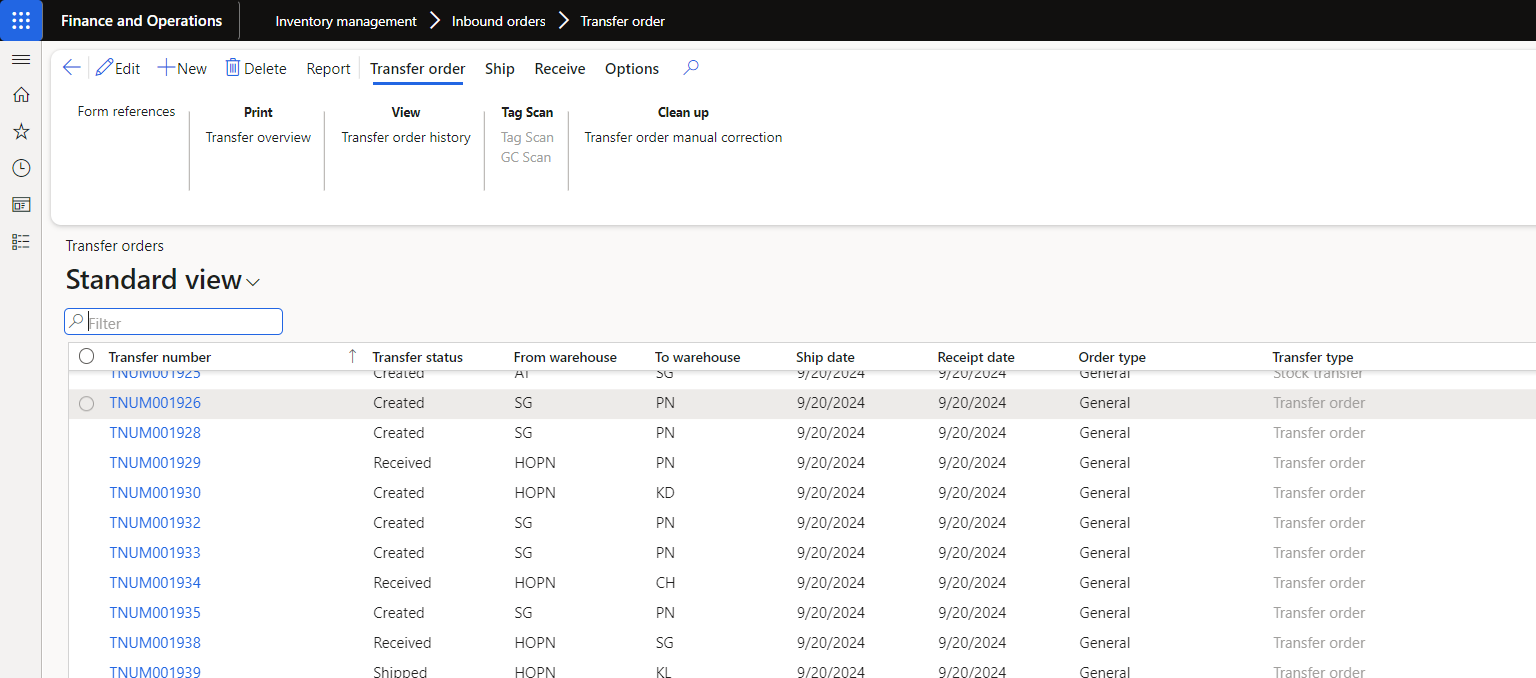 Finance and Operations Inventory management Inbound orders Transfer order
Edit New Delete Report Transfer order Ship Receive Options
Form references Print View Tag Scan Clean up
Transfer overview Transfer order history Tag Scan Transfer order manual correction
GC Scan
Transfer orders
Standard view
Filter
Transfer number Transfer status From warehouse To warehouse Ship date Receipt date Order type Transfer type
TNUM001925 Created AT SG 9/20/2024 9/20/2024 General Stock transfer
TNUM001926 Created SG PN 9/20/2024 9/20/2024 General Transfer order
TNUM001928 Created SG PN 9/20/2024 9/20/2024 General Transfer order
TNUM001929 Received HOPN PN 9/20/2024 9/20/2024 General Transfer order
TNUM001930 Created HOPN KD 9/20/2024 9/20/2024 General Transfer order
TNUM001932 Created SG PN 9/20/2024 9/20/2024 General Transfer order
TNUM001933 Created SG PN 9/20/2024 9/20/2024 General Transfer order
TNUM001934 Received HOPN CH 9/20/2024 9/20/2024 General Transfer order
TNUM001935 Created SG PN 9/20/2024 9/20/2024 General Transfer order
TNUM001938 Received HOPN SG 9/20/2024 9/20/2024 General Transfer order
TNUM001939 Shipped HOPN KL 9/20/2024 9/20/2024 General Transfer order